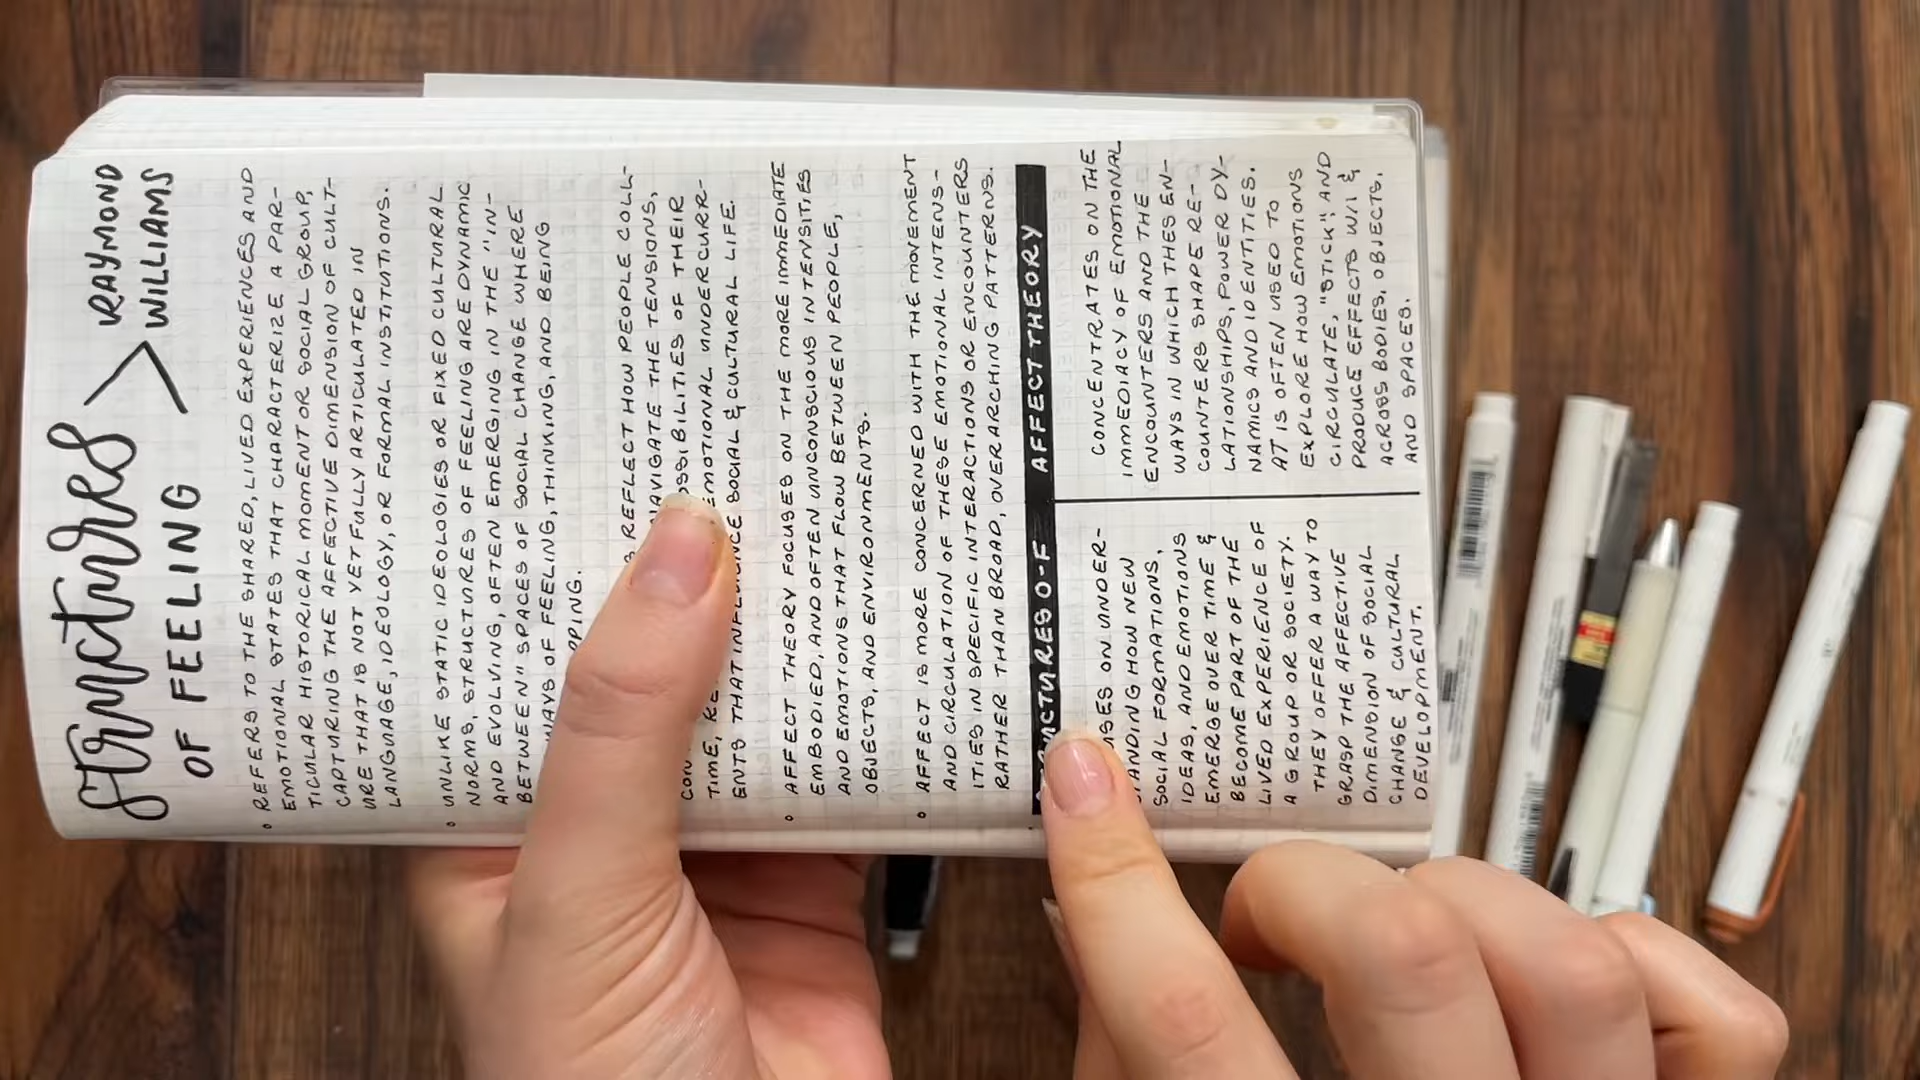 Structures
OF FEELING
> RAYMOND
WILLIAMS
° REFERS TO THE SHARED, LIVED EXPERIENCES AND
EMOTIONAL STATES THAT CHARACTERIZE A PAR-
TICULAR HISTORICAL MOMENT OR SOCIAL GROUP,
CAPTURING THE AFFECTIVE DIMENSION OF CULT-
URE THAT IS NOT YET FULLY ARTICULATED IN
LANGUAGE, IDEOLOGY, OR FORMAL INSTITUTIONS.
° UNLIKE STATIC IDEOLOGIES OR FIXED CULTURAL
NORMS, STRUCTURES OF FEELING ARE DYNAMIC
AND EVOLVING, OFTEN EMERGING IN THE "IN-
BETWEEN" SPACES OF SOCIAL CHANGE WHERE
WAYS OF FEELING, THINKING, AND BEING
REFLECT HOW PEOPLE COLL-
NAVIGATE THE TENSIONS,
POSSIBILITIES OF THEIR
TIME, EMOTIONAL UNDERCURR-
ENTS THAT INFLUENCE SOCIAL & CULTURAL LIFE.
° AFFECT THEORY FOCUSES ON THE MORE IMMEDIATE
EMBODIED, AND OFTEN UNCONSCIOUS INTENSITIES
AND EMOTIONS THAT FLOW BETWEEN PEOPLE,
OBJECTS, AND ENVIRONMENTS.
° AFFECT IS MORE CONCERNED WITH THE MOVEMENT
AND CIRCULATION OF THESE EMOTIONAL INTENS-
ITIES IN SPECIFIC INTERACTIONS OR ENCOUNTERS
RATHER THAN BROAD, OVERARCHING PATTERNS.
STRUCTURES O-F
ON UNDER-
STANDING HOW NEW
SOCIAL FORMATIONS,
IDEAS, AND EMOTIONS
EMERGE OVER TIME &
BECOME PART OF THE
LIVED EXPERIENCE OF
A GROUP OR SOCIETY.
THEY OFFER A WAY TO
GRASP THE AFFECTIVE
DIMENSION OF SOCIAL
CHANGE & CULTURAL
DEVELOPMENT.
AFFECT THEORY
CONCENTRATES ON THE
IMMEDIACY OF EMOTIONAL
ENCOUNTERS AND THE
WAYS IN WHICH THES EN-
COUNTERS SHAPE RE-
LATIONSHIPS, POWER DY-
NAMICS AND IDENTITIES.
AT IS OFTEN USED TO
EXPLORE HOW EMOTIONS
CIRCULATE, "STICK", AND
PRODUCE EFFECTS W/I &
ACROSS BODIES, OBJECTS,
AND SPACES.